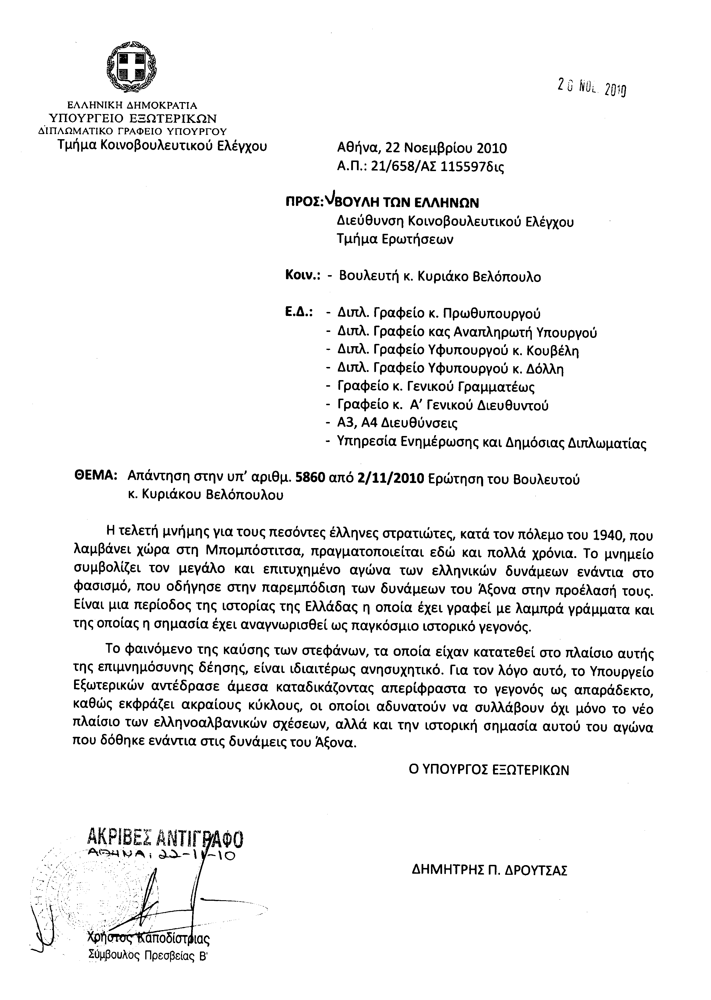 ΕΛΛΗΝΙΚΗ ΔΗΜΟΚΡΑΤΙΑ
ΥΠΟΥΡΓΕΙΟ ΕΞΩΤΕΡΙΚΩΝ
ΔΙΠΛΩΜΑΤΙΚΟ ΓΡΑΦΕΙΟ ΥΠΟΥΡΓΟΥ
Τμήμα Κοινοβουλευτικού Ελέγχου
2010
Αθήνα, 22 Νοεμβρίου 2010
Α.Π.: 21/658/ΑΣ 115597δις
ΠΡΟΣ: ΒΟΥΛΗ ΤΩΝ ΕΛΛΗΝΩΝ
Διεύθυνση Κοινοβουλευτικού Ελέγχου
Τμήμα Ερωτήσεων
Κοιν.: - Βουλευτή κ. Κυριάκο Βελόπουλο
Ε.Δ.: - Διπλ. Γραφείο κ. Πρωθυπουργού
- Διπλ. Γραφείο κας Αναπληρωτή Υπουργού
- Διπλ. Γραφείο Υφυπουργού κ. Κουβέλη
- Διπλ. Γραφείο Υφυπουργού κ. Δόλλη
- Γραφείο κ. Γενικού Γραμματέως
- Γραφείο κ. Α' Γενικού Διευθυντού
- Α3, Α4 Διευθύνσεις
- Υπηρεσία Ενημέρωσης και Δημόσιας Διπλωματίας
ΘΕΜΑ: Απάντηση στην υπ' αριθμ. 5860 από 2/11/2010 Ερώτηση του Βουλευτού
κ. Κυριάκου Βελόπουλου
Η τελετή μνήμης για τους πεσόντες έλληνες στρατιώτες, κατά τον πόλεμο του 1940, που
λαμβάνει χώρα στη Μπομπόστιτσα, πραγματοποιείται εδώ και πολλά χρόνια. Το μνημείο
συμβολίζει τον μεγάλο και επιτυχημένο αγώνα των ελληνικών δυνάμεων ενάντια στο
φασισμό, που οδήγησε στην παρεμπόδιση των δυνάμεων του Άξονα στην προέλασή τους.
Είναι μια περίοδος της ιστορίας της Ελλάδας η οποία έχει γραφεί με λαμπρά γράμματα και
της οποίας η σημασία έχει αναγνωρισθεί ως παγκόσμιο ιστορικό γεγονός.
Το φαινόμενο της καύσης των στεφάνων, τα οποία είχαν κατατεθεί στο πλαίσιο αυτής
της επιμνημόσυνης δέησης, είναι ιδιαιτέρως ανησυχητικό. Για τον λόγο αυτό, το Υπουργείο
Εξωτερικών αντέδρασε άμεσα καταδικάζοντας απερίφραστα το γεγονός ως απαράδεκτο,
καθώς εκφράζει ακραίους κύκλους, οι οποίοι αδυνατούν να συλλάβουν όχι μόνο το νέο
πλαίσιο των ελληνοαλβανικών σχέσεων, αλλά και την ιστορική σημασία αυτού του αγώνα
που δόθηκε ενάντια στις δυνάμεις του Άξονα.
Ο ΥΠΟΥΡΓΟΣ ΕΞΩΤΕΡΙΚΩΝ
ΑΚΡΙΒΕΣ ΑΝΤΙΓΡΑΦΟ
ΑΘΗΝΑ, 22-11-10
ΔΗΜΗΤΡΗΣ Π. ΔΡΟΥΤΣΑΣ
Χρήστος Καποδίστριας
Σύμβουλος Πρεσβείας Β'